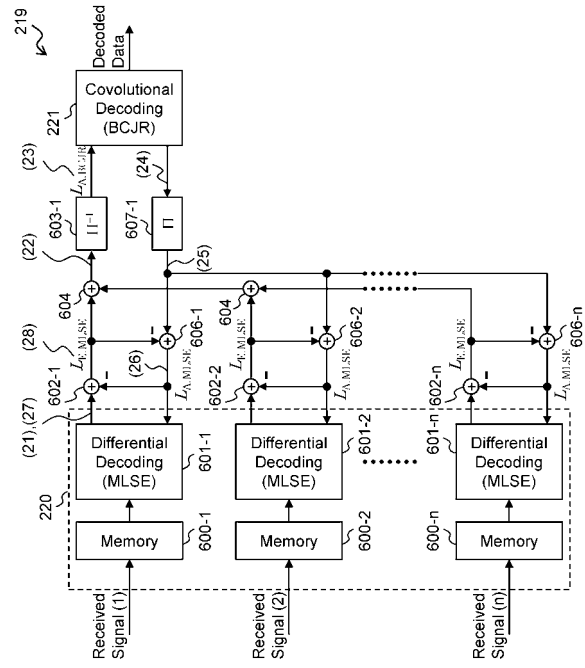 219
Decoded
Data
Covolutional
Decoding
(BCJR)
221
(23)
L_A,BCJR
(24)
603-1
Π⁻¹
607-1
Π
(22)
(25)
604
604
(28)
L_E,MLSE
606-1
L_E,MLSE
606-2
L_E,MLSE
606-n
602-1
(26)
L_A,MLSE
602-2
L_A,MLSE
602-n
L_A,MLSE
(21),(27)
220
Differential
Decoding
(MLSE)
601-1
Differential
Decoding
(MLSE)
601-2
Differential
Decoding
(MLSE)
601-n
Memory
600-1
Memory
600-2
Memory
600-n
Received
Signal (1)
Received
Signal (2)
Received
Signal (n)